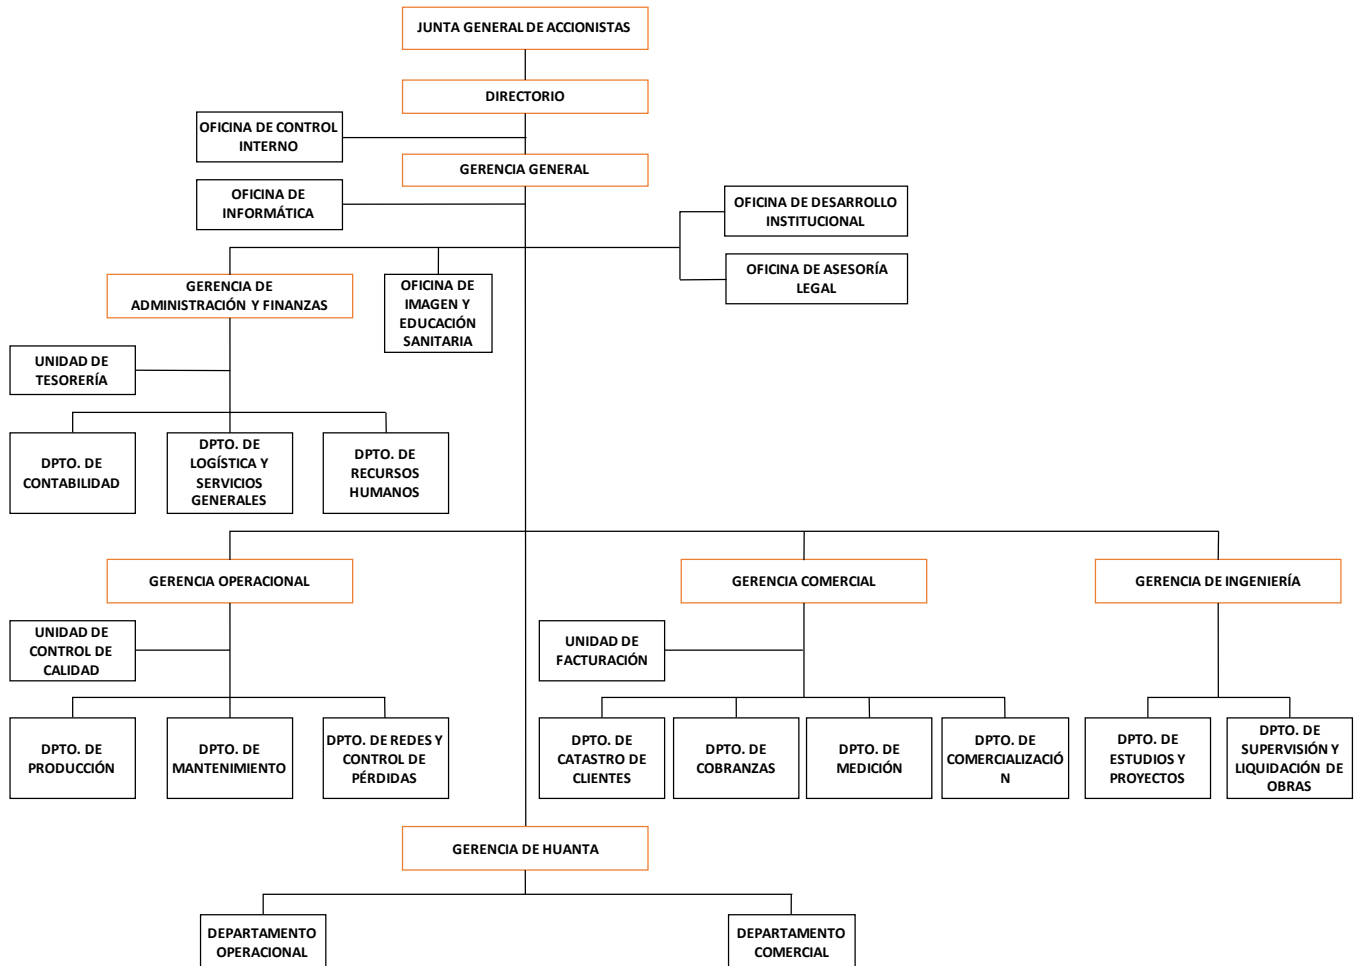 JUNTA GENERAL DE ACCIONISTAS
DIRECTORIO
OFICINA DE CONTROL
INTERNO
GERENCIA GENERAL
OFICINA DE
INFORMÁTICA
OFICINA DE DESARROLLO
INSTITUCIONAL
OFICINA DE ASESORÍA
LEGAL
GERENCIA DE
ADMINISTRACIÓN Y FINANZAS
OFICINA DE
IMAGEN Y
EDUCACIÓN
SANITARIA
UNIDAD DE
TESORERÍA
DPTO. DE
CONTABILIDAD
DPTO. DE
LOGÍSTICA Y
SERVICIOS
GENERALES
DPTO. DE
RECURSOS
HUMANOS
GERENCIA OPERACIONAL
GERENCIA COMERCIAL
GERENCIA DE INGENIERÍA
UNIDAD DE
CONTROL DE
CALIDAD
UNIDAD DE
FACTURACIÓN
DPTO. DE
PRODUCCIÓN
DPTO. DE
MANTENIMIENTO
DPTO. DE REDES Y
CONTROL DE
PÉRDIDAS
DPTO. DE
CATASTRO DE
CLIENTES
DPTO. DE
COBRANZAS
DPTO. DE
MEDICIÓN
DPTO. DE
COMERCIALIZACIÓ
N
DPTO. DE
ESTUDIOS Y
PROYECTOS
DPTO. DE
SUPERVISIÓN Y
LIQUIDACIÓN DE
OBRAS
GERENCIA DE HUANTA
DEPARTAMENTO
OPERACIONAL
DEPARTAMENTO
COMERCIAL